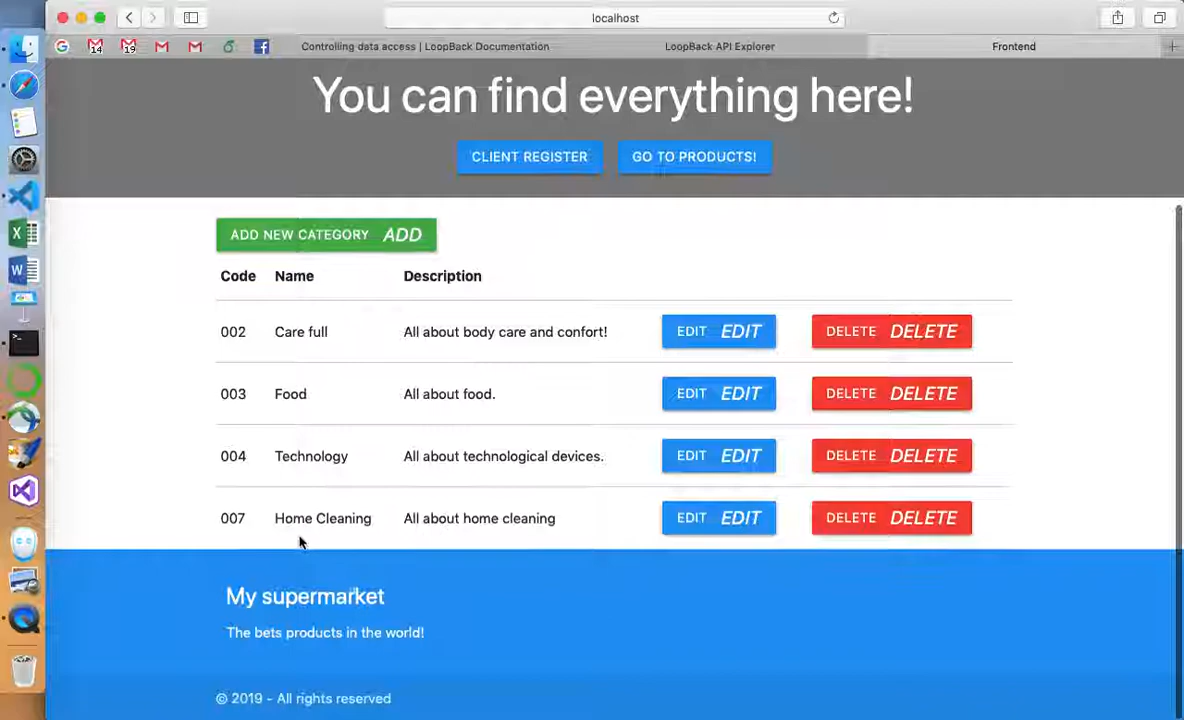 localhost
14
19
Controlling data access | LoopBack Documentation
LoopBack API Explorer
Frontend
You can find everything here!
CLIENT REGISTER
GO TO PRODUCTS!
ADD NEW CATEGORY ADD
Code Name Description
002 Care full All about body care and confort! EDIT EDIT DELETE DELETE
003 Food All about food. EDIT EDIT DELETE DELETE
004 Technology All about technological devices. EDIT EDIT DELETE DELETE
007 Home Cleaning All about home cleaning EDIT EDIT DELETE DELETE
My supermarket
The bets products in the world!
© 2019 - All rights reserved